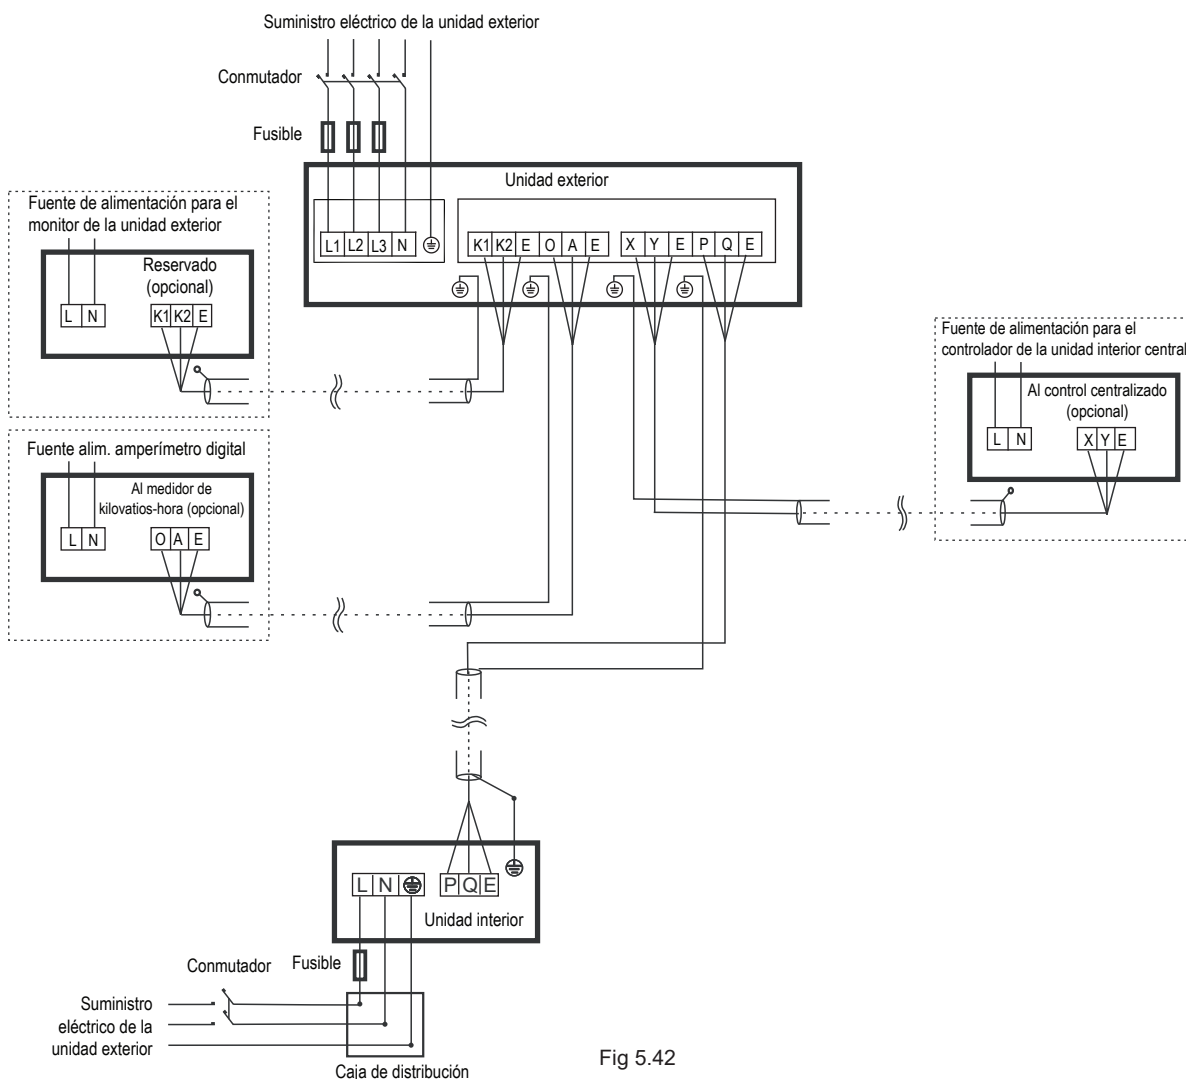 Suministro eléctrico de la unidad exterior
Conmutador
Fusible
Unidad exterior
L1 L2 L3 N
K1 K2 E O A E X Y E P Q E
Fuente de alimentación para el
monitor de la unidad exterior
Reservado
(opcional)
L N K1 K2 E
Fuente alim. amperímetro digital
Al medidor de
kilovatios-hora (opcional)
L N O A E
Fuente de alimentación para el
controlador de la unidad interior central
Al control centralizado
(opcional)
L N X Y E
L N P Q E
Unidad interior
Conmutador
Fusible
Suministro
eléctrico de la
unidad exterior
Caja de distribución
Fig 5.42